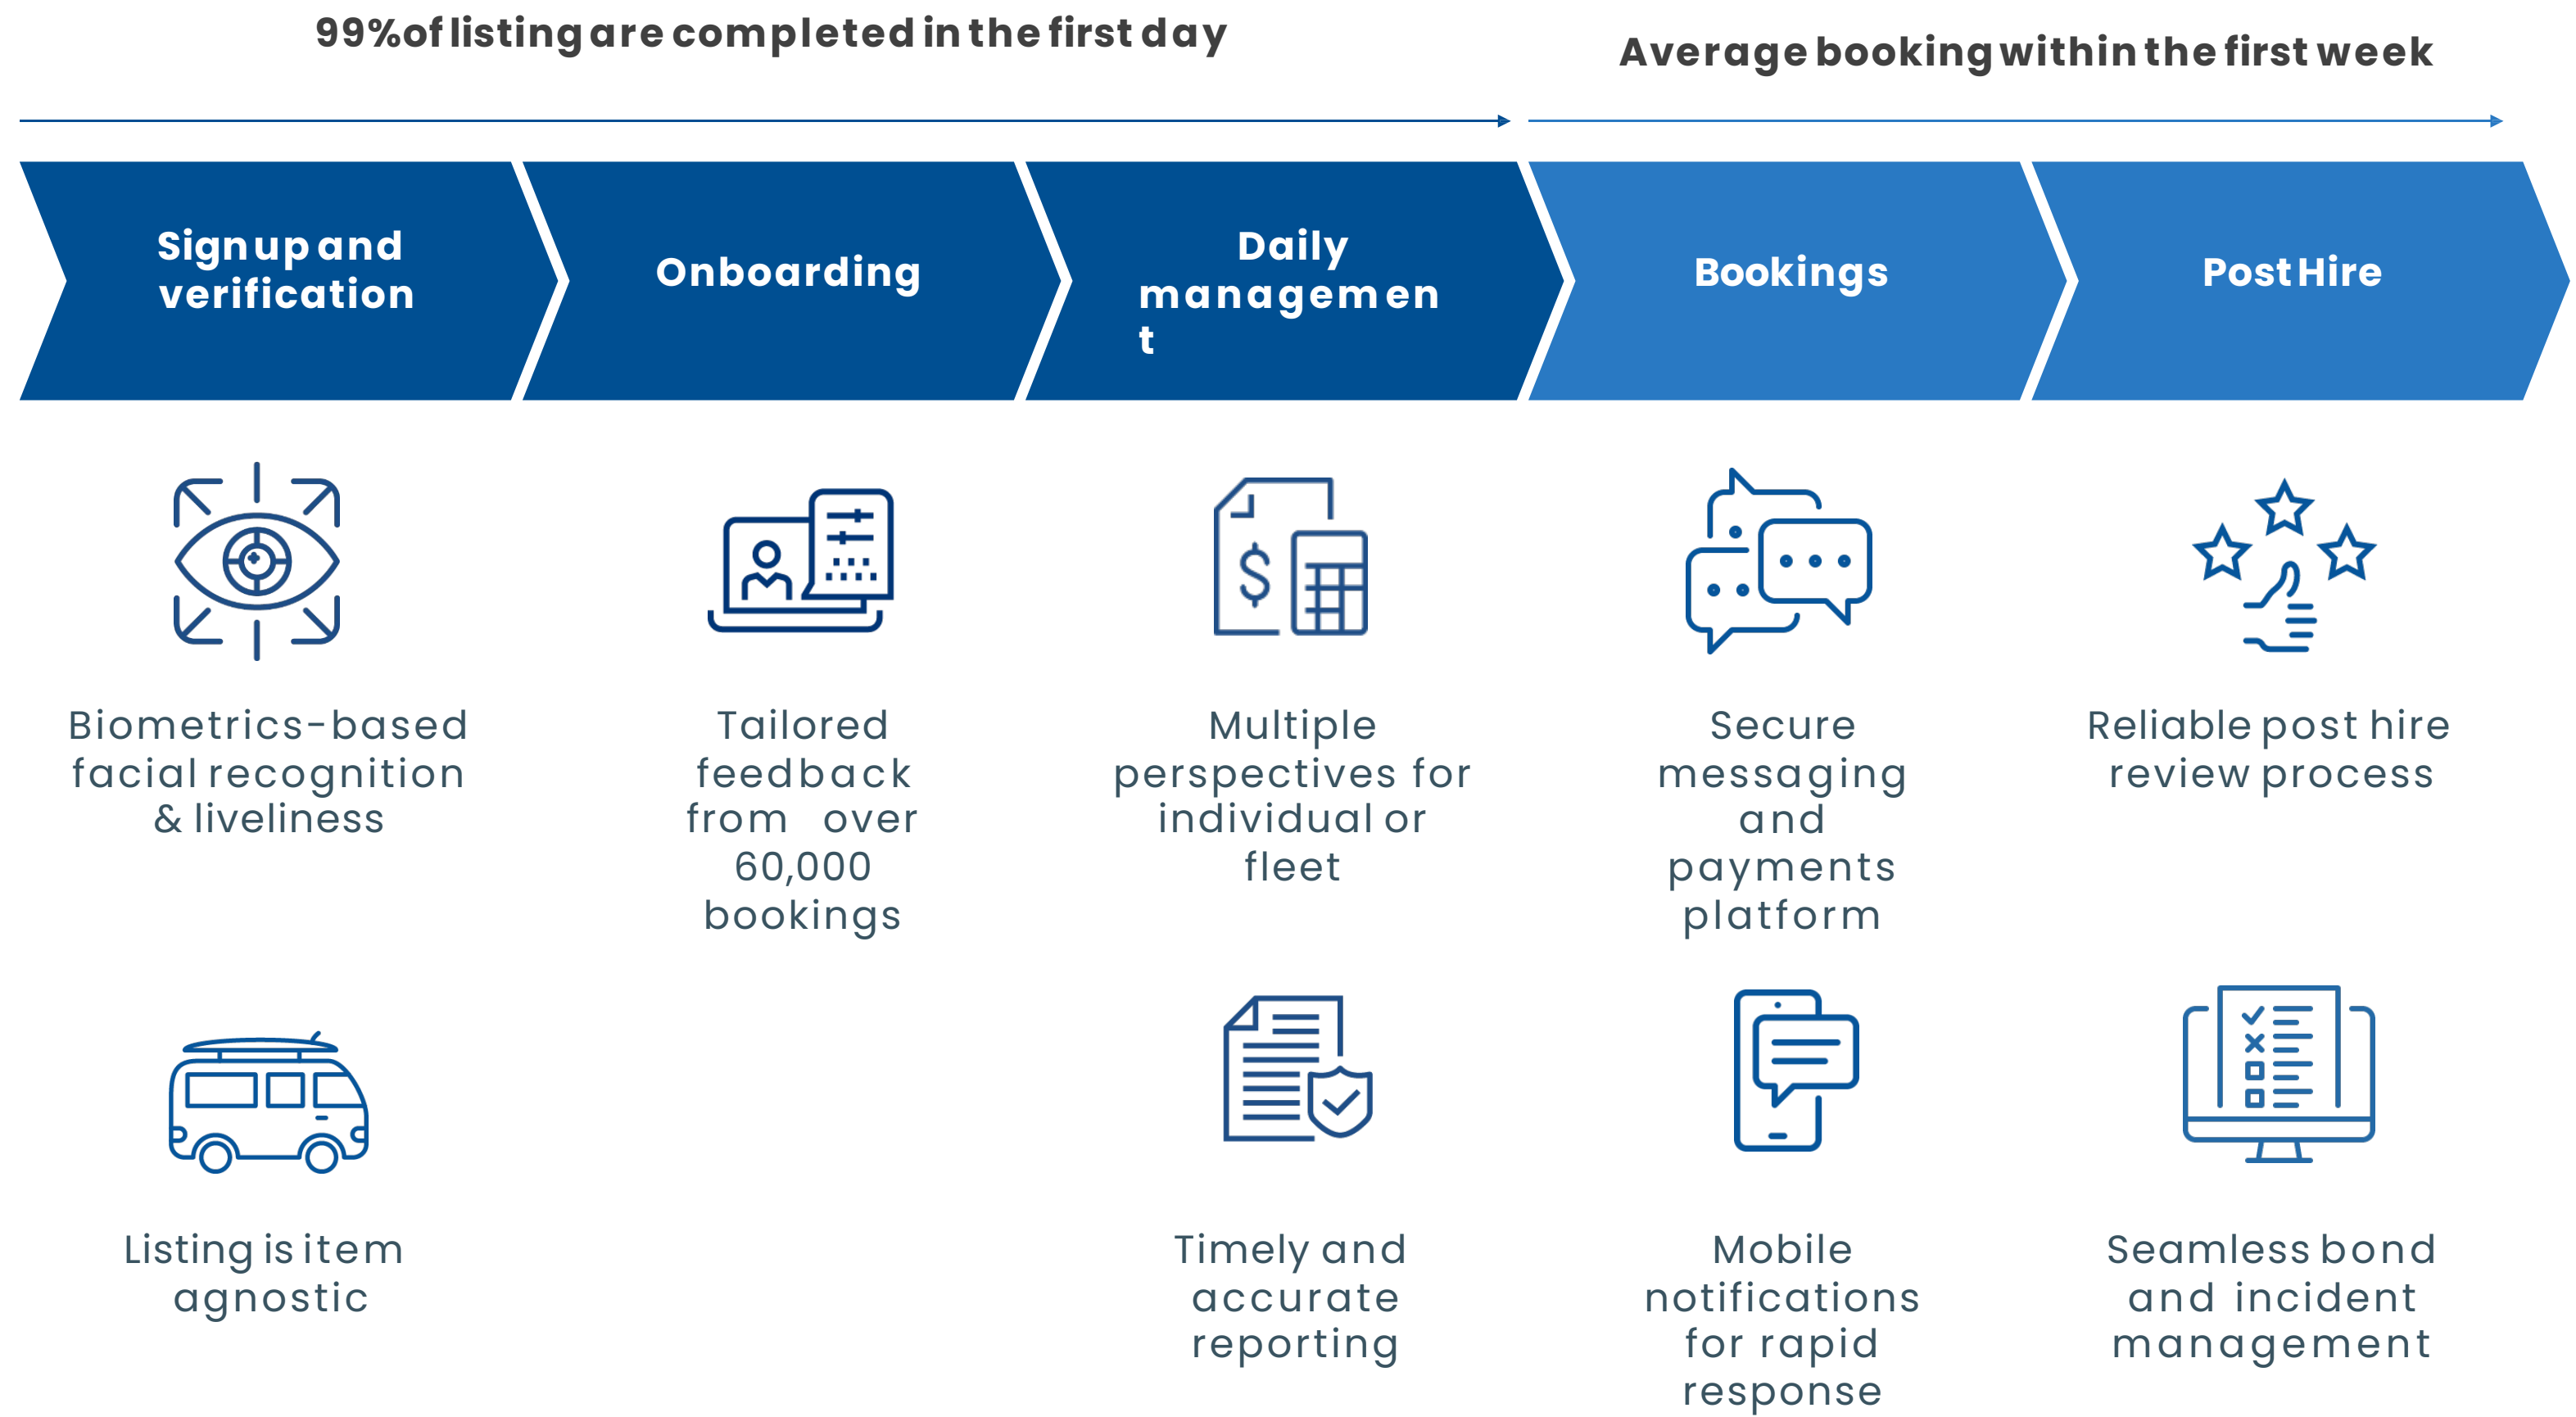 99% of listing are completed in the first day
Average booking within the first week
Sign up and
verification
Onboarding
Daily
managemen
t
Bookings
Post Hire
Biometrics-based
facial recognition
& liveliness
Tailored
feedback
from over
60,000
bookings
Multiple
perspectives for
individual or
fleet
Secure
messaging
and
payments
platform
Reliable post hire
review process
Listing is item
agnostic
Timely and
accurate
reporting
Mobile
notifications
for rapid
response
Seamless bond
and incident
management